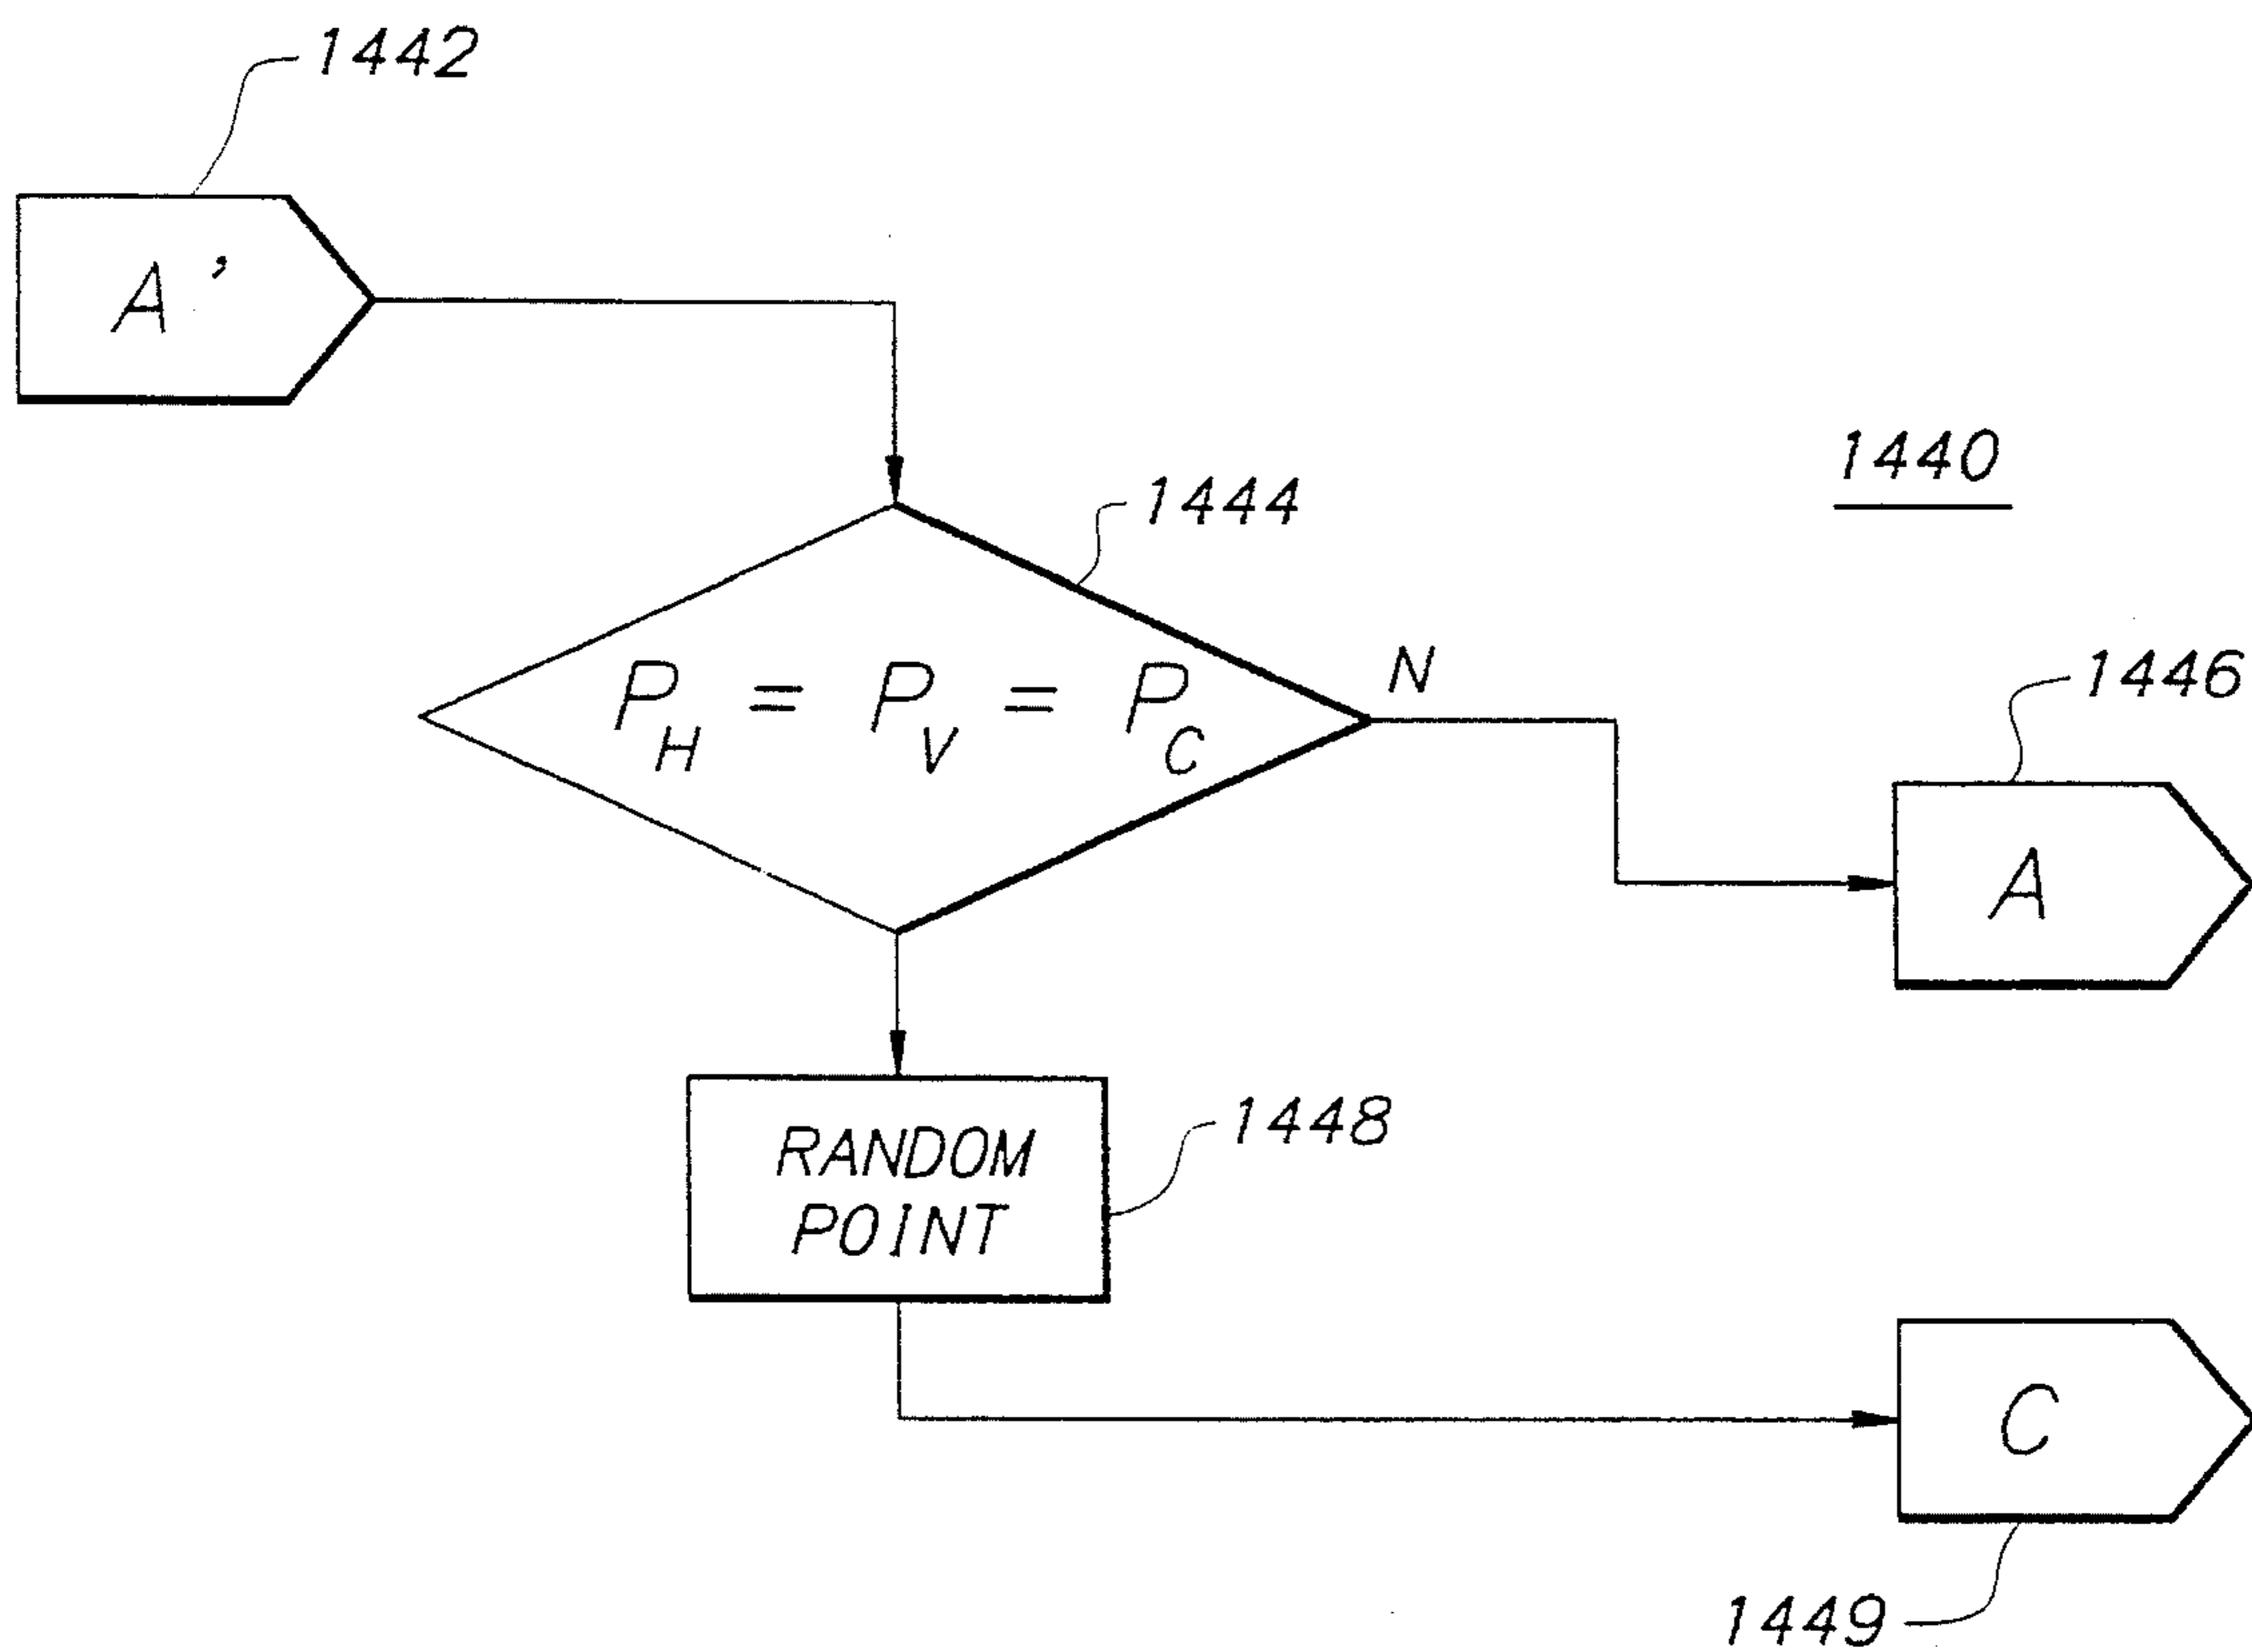 1442
A'
1440
1444
P_H = P_V = P_C
N
1446
A
RANDOM
POINT
1448
C
1449